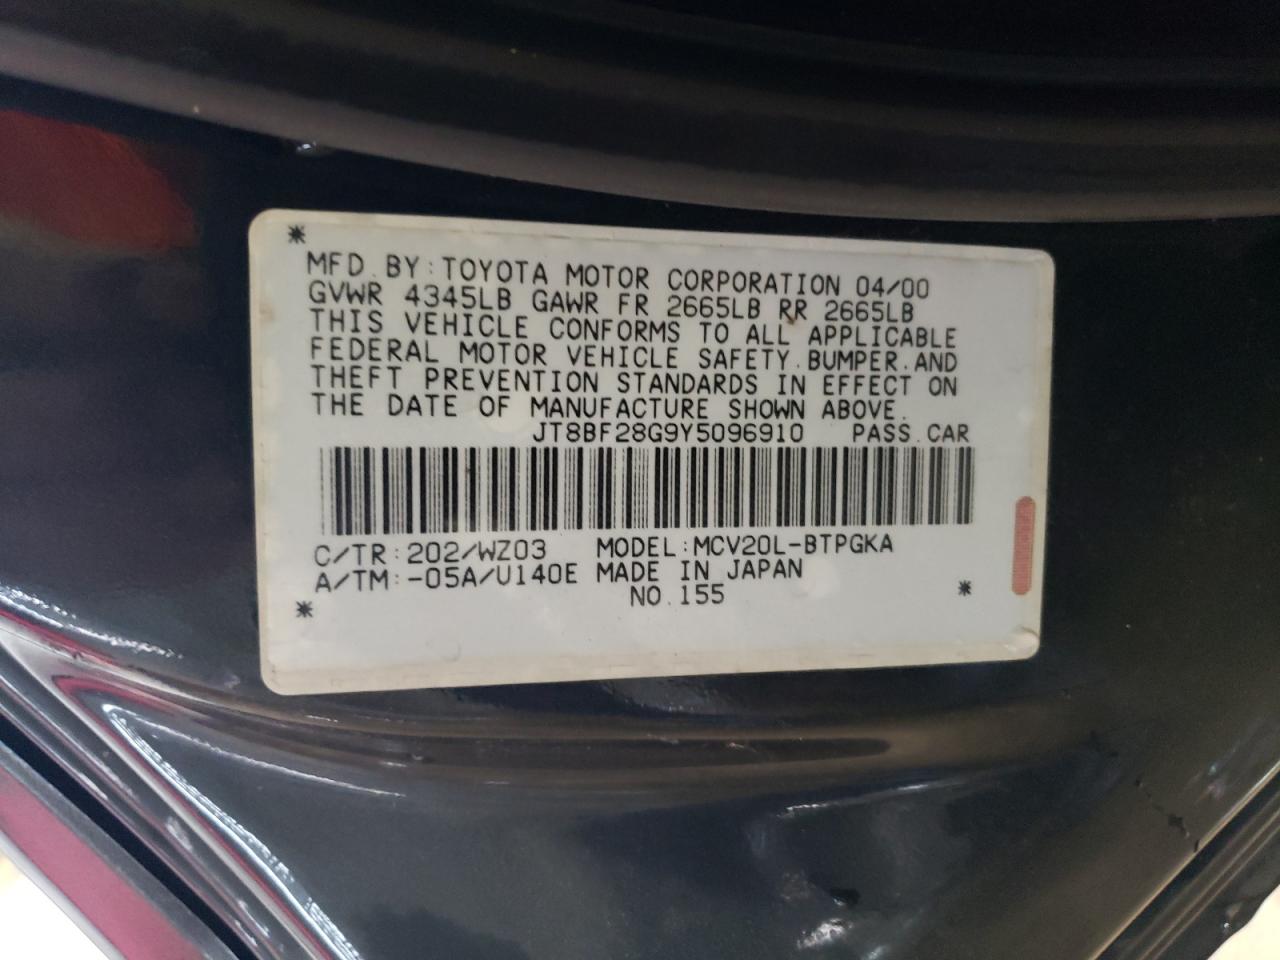 *
MFD. BY: TOYOTA MOTOR CORPORATION 04/00
GVWR 4345LB GAWR FR 2665LB RR 2665LB
THIS VEHICLE CONFORMS TO ALL APPLICABLE
FEDERAL MOTOR VEHICLE SAFETY. BUMPER. AND
THEFT PREVENTION STANDARDS IN EFFECT ON
THE DATE OF MANUFACTURE SHOWN ABOVE.
JT8BF28G9Y5096910 PASS. CAR
C/TR: 202/WZ03 MODEL: MCV20L-BTPGKA
A/TM: -05A/U140E MADE IN JAPAN
* NO. 155 *